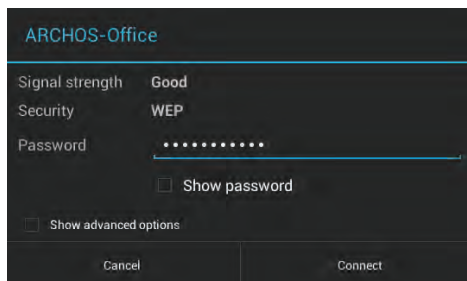 ARCHOS-Office
Signal strength Good
Security WEP
Password •••••••••••
Show password
Show advanced options
Cancel Connect